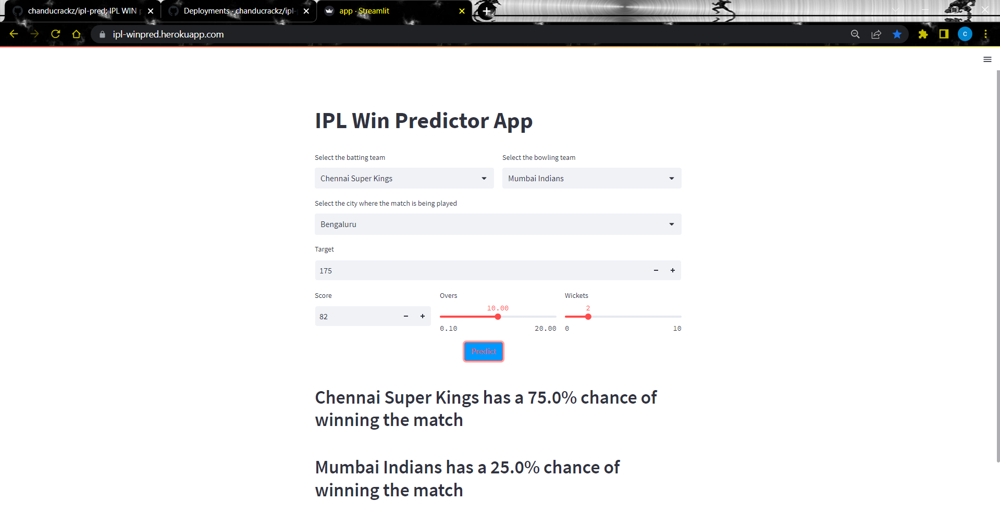 chanducrackz/ipl-pred: IPL WIN
Deployments · chanducrackz/ipl-
app · Streamlit
ipl-winpred.herokuapp.com
C
IPL Win Predictor App
Select the batting team
Select the bowling team
Chennai Super Kings
Mumbai Indians
Select the city where the match is being played
Bengaluru
Target
175
Score
Overs
Wickets
10.00
2
82
0.10
20.00
0
10
Predict
Chennai Super Kings has a 75.0% chance of
winning the match
Mumbai Indians has a 25.0% chance of
winning the match